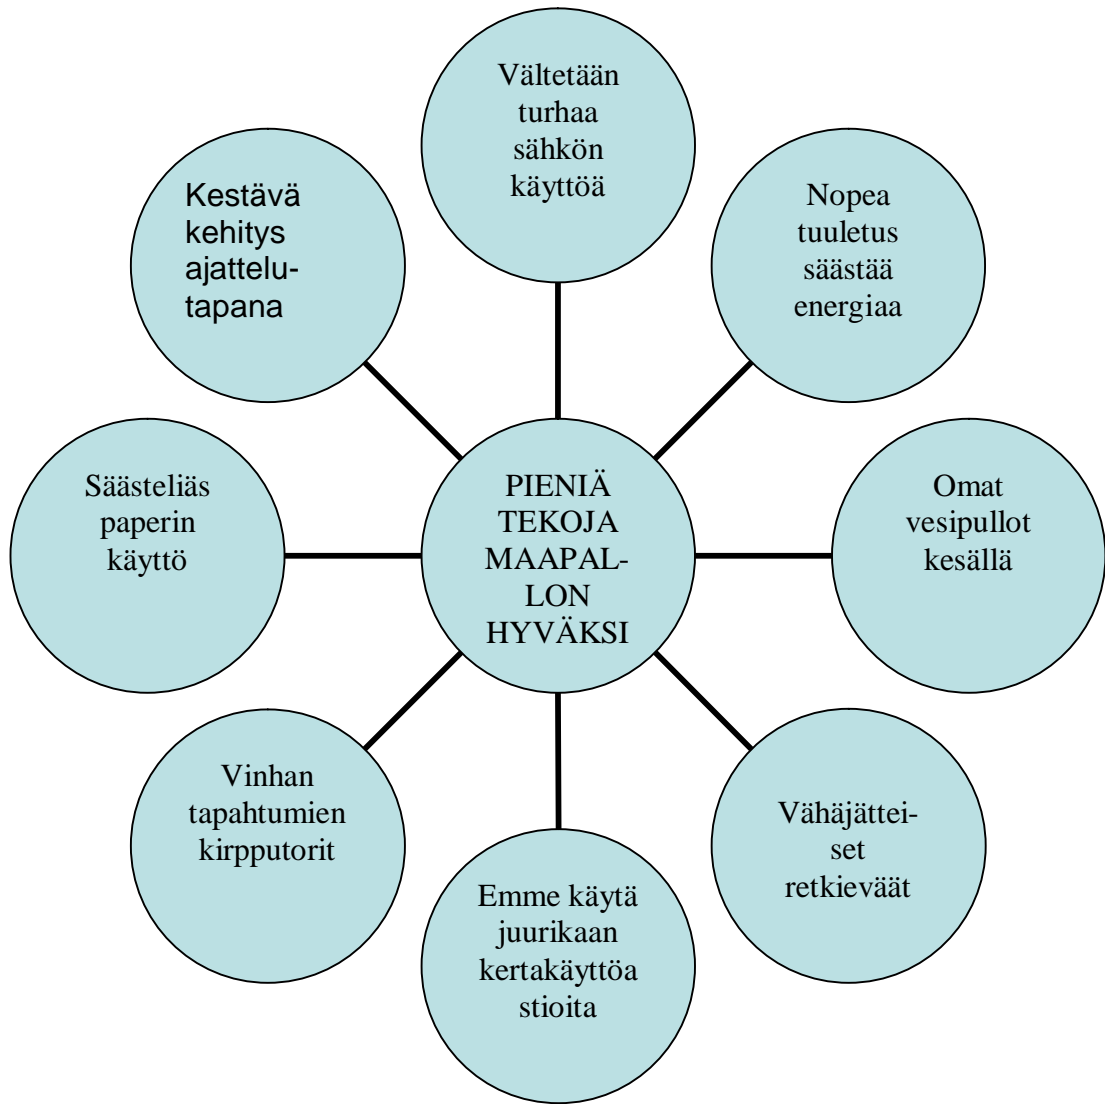 Vältetään
turhaa
sähkön
käyttöä
Nopea
tuuletus
säästää
energiaa
Omat
vesipullot
kesällä
Vähäjättei-
set
retkieväät
Emme käytä
juurikaan
kertakäyttöa
stioita
Vinhan
tapahtumien
kirpputorit
Säästeliäs
paperin
käyttö
Kestävä
kehitys
ajattelu-
tapana
PIENIÄ
TEKOJA
MAAPAL-
LON
HYVÄKSI